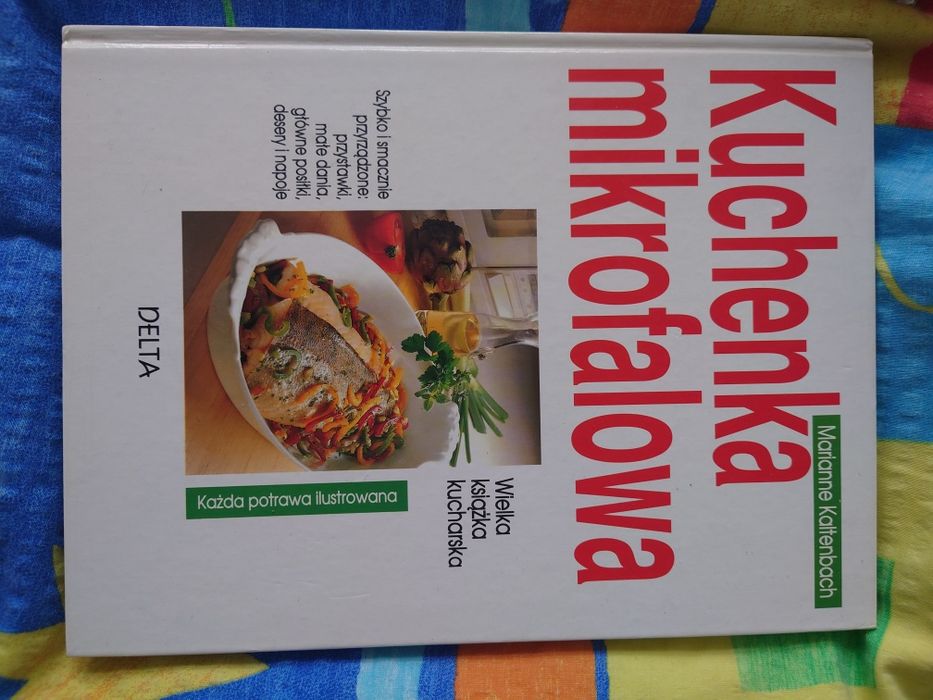 Marianne Kaltenbach
Kuchenka
mikrofalowa
Wielka
książka
kucharska
Szybko i smacznie
przyrządzone:
przystawki,
małe dania,
główne posiłki,
desery i napoje
Każda potrawa ilustrowana
DELTA